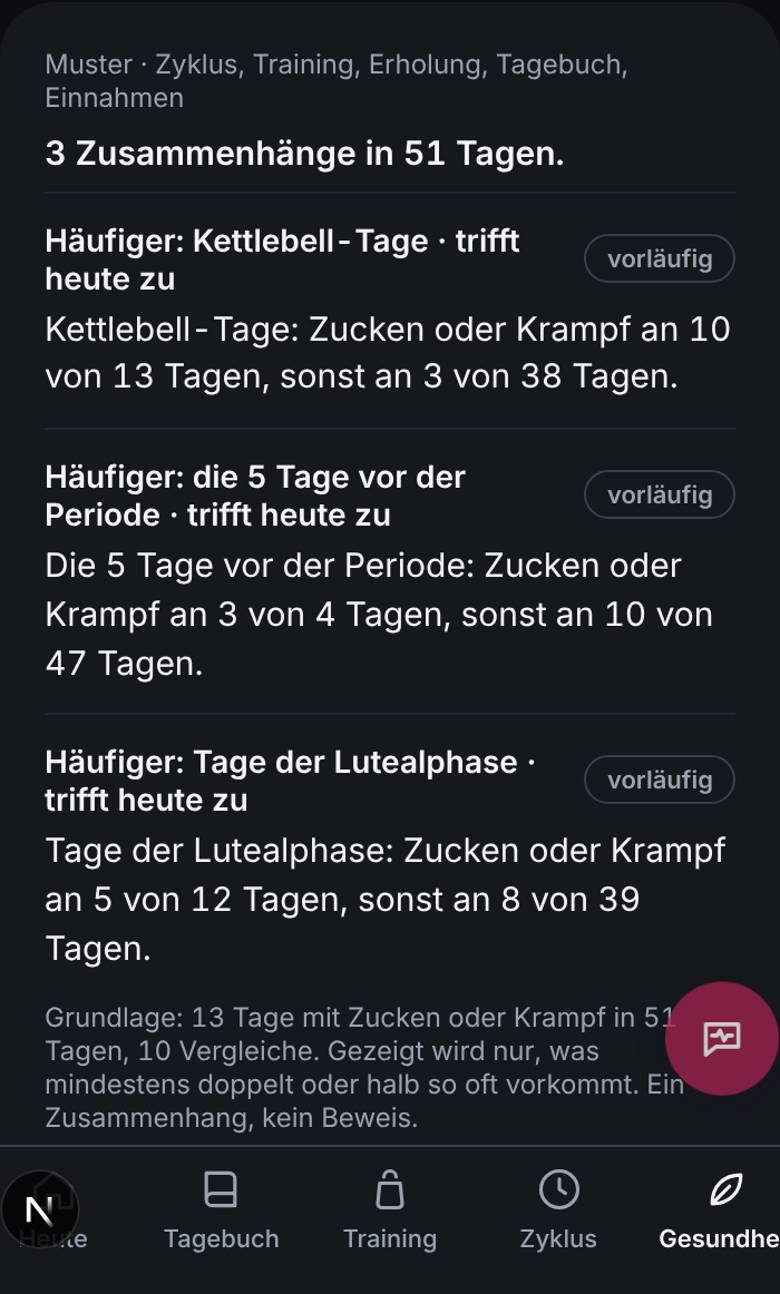 Muster · Zyklus, Training, Erholung, Tagebuch,
Einnahmen
3 Zusammenhänge in 51 Tagen.
Häufiger: Kettlebell-Tage · trifft
heute zu
vorläufig
Kettlebell-Tage: Zucken oder Krampf an 10
von 13 Tagen, sonst an 3 von 38 Tagen.
Häufiger: die 5 Tage vor der
Periode · trifft heute zu
vorläufig
Die 5 Tage vor der Periode: Zucken oder
Krampf an 3 von 4 Tagen, sonst an 10 von
47 Tagen.
Häufiger: Tage der Lutealphase ·
trifft heute zu
vorläufig
Tage der Lutealphase: Zucken oder Krampf
an 5 von 12 Tagen, sonst an 8 von 39
Tagen.
Grundlage: 13 Tage mit Zucken oder Krampf in 51
Tagen, 10 Vergleiche. Gezeigt wird nur, was
mindestens doppelt oder halb so oft vorkommt. Ein
Zusammenhang, kein Beweis.
N
Heute
Tagebuch
Training
Zyklus
Gesundhe